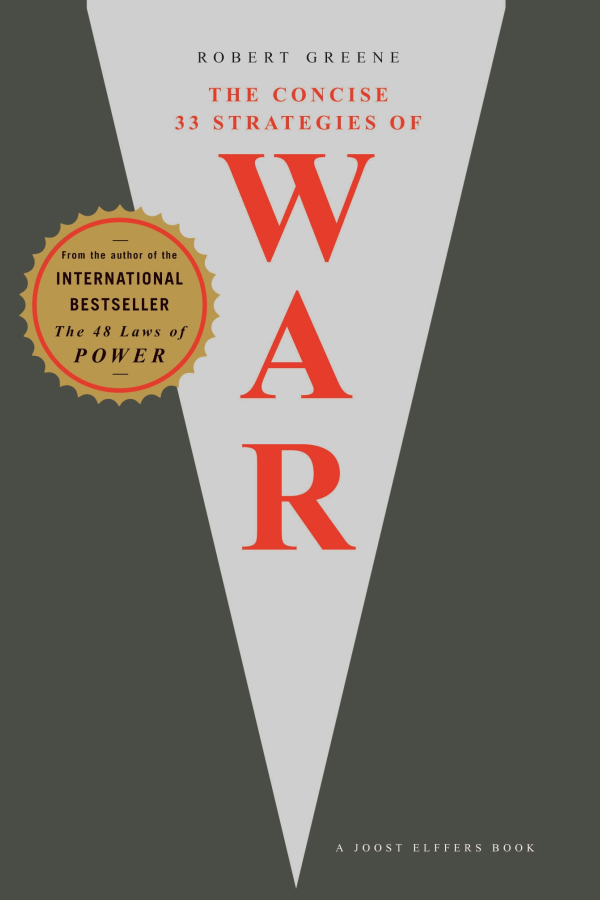 ROBERT GREENE
THE CONCISE
33 STRATEGIES OF
W
A
R
From the author of the
INTERNATIONAL
BESTSELLER
The 48 Laws of
POWER
A JOOST ELFFERS BOOK